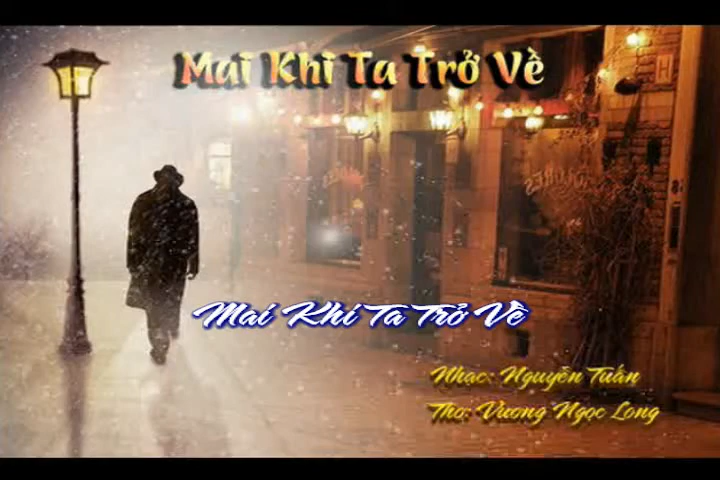 Mai Khi Ta Trở Về
Mai Khi Ta Trở Về
Nhạc: Nguyễn Tuấn
Thơ: Vương Ngọc Long